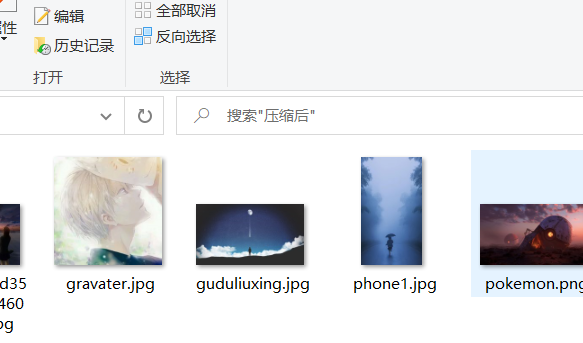 属性
编辑
历史记录
打开
全部取消
反向选择
选择
搜索"压缩后"
d35
460
pg
gravater.jpg
guduliuxing.jpg
phone1.jpg
pokemon.png